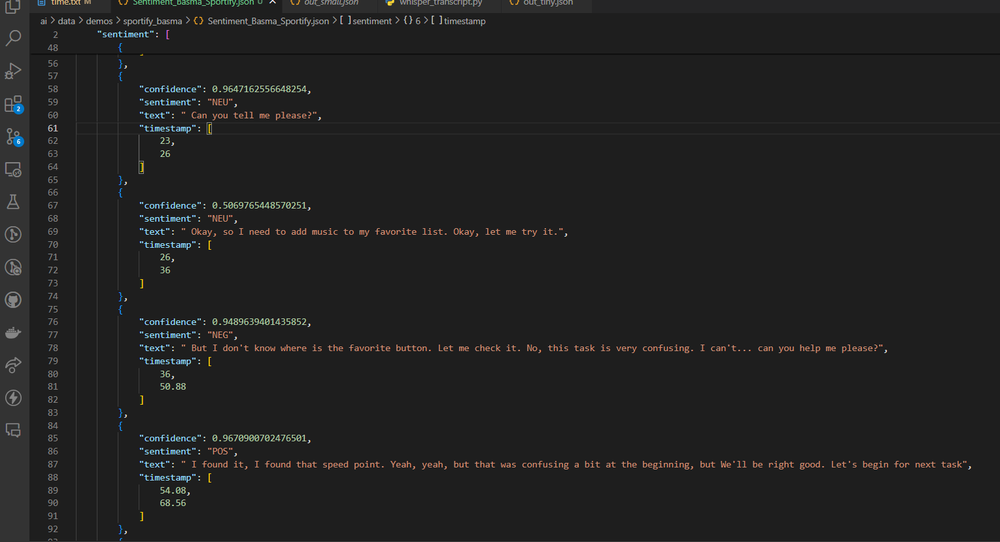 time.txt M
{} Sentiment_Basma_Sportify.json U ×
{} out_small.json
whisper_transcript.py
{} out_tiny.json
ai > data > demos > sportify_basma > {} Sentiment_Basma_Sportify.json > [ ]sentiment > {} 6 > [ ]timestamp
2 "sentiment": [
48 {
56 },
57 {
58 "confidence": 0.9647162556648254,
59 "sentiment": "NEU",
60 "text": " Can you tell me please?",
61 "timestamp": [
62 23,
63 26
64 ]
65 },
66 {
67 "confidence": 0.5069765448570251,
68 "sentiment": "NEU",
69 "text": " Okay, so I need to add music to my favorite list. Okay, let me try it.",
70 "timestamp": [
71 26,
72 36
73 ]
74 },
75 {
76 "confidence": 0.9489639401435852,
77 "sentiment": "NEG",
78 "text": " But I don't know where is the favorite button. Let me check it. No, this task is very confusing. I can't... can you help me please?",
79 "timestamp": [
80 36,
81 50.88
82 ]
83 },
84 {
85 "confidence": 0.9670900702476501,
86 "sentiment": "POS",
87 "text": " I found it, I found that speed point. Yeah, yeah, but that was confusing a bit at the beginning, but We'll be right good. Let's begin for next task",
88 "timestamp": [
89 54.08,
90 68.56
91 ]
92 },
2
6